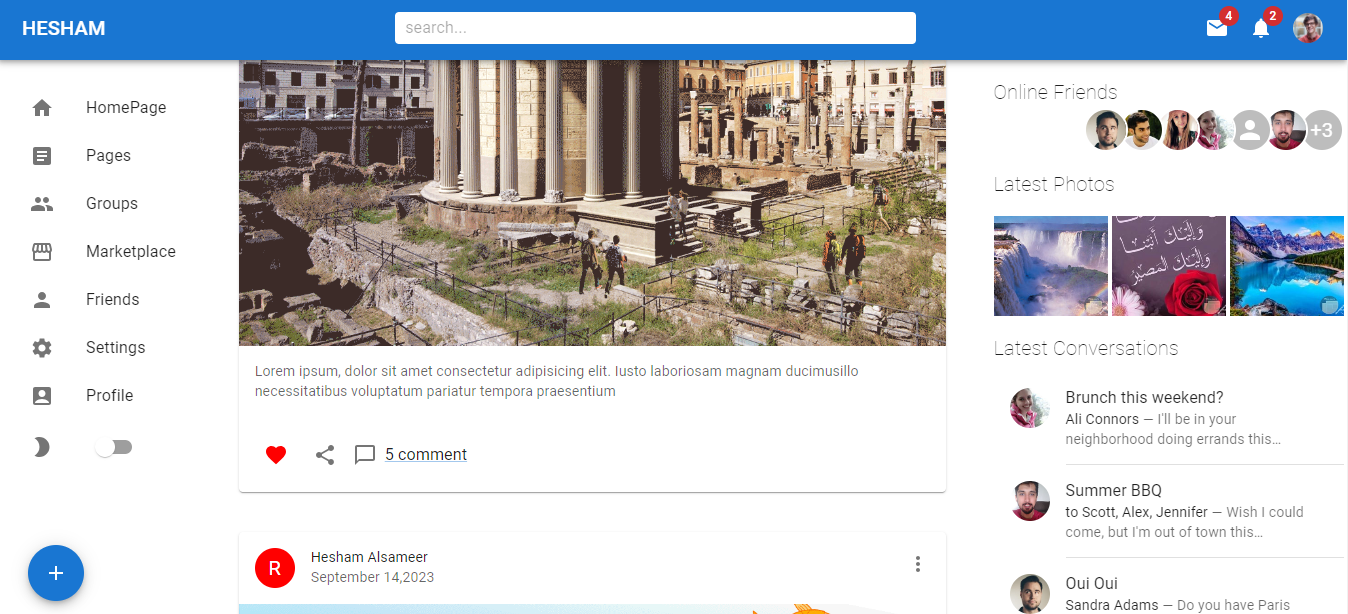 HESHAM
search...
4
2
HomePage
Pages
Groups
Marketplace
Friends
Settings
Profile
Lorem ipsum, dolor sit amet consectetur adipisicing elit. Iusto laboriosam magnam ducimusillo
necessitatibus voluptatum pariatur tempora praesentium
5 comment
R
Hesham Alsameer
September 14,2023
Online Friends
+3
Latest Photos
وإليك أنبنا
وإليك المصير
Latest Conversations
Brunch this weekend?
Ali Connors — I'll be in your
neighborhood doing errands this…
Summer BBQ
to Scott, Alex, Jennifer — Wish I could
come, but I'm out of town this…
Oui Oui
Sandra Adams — Do you have Paris